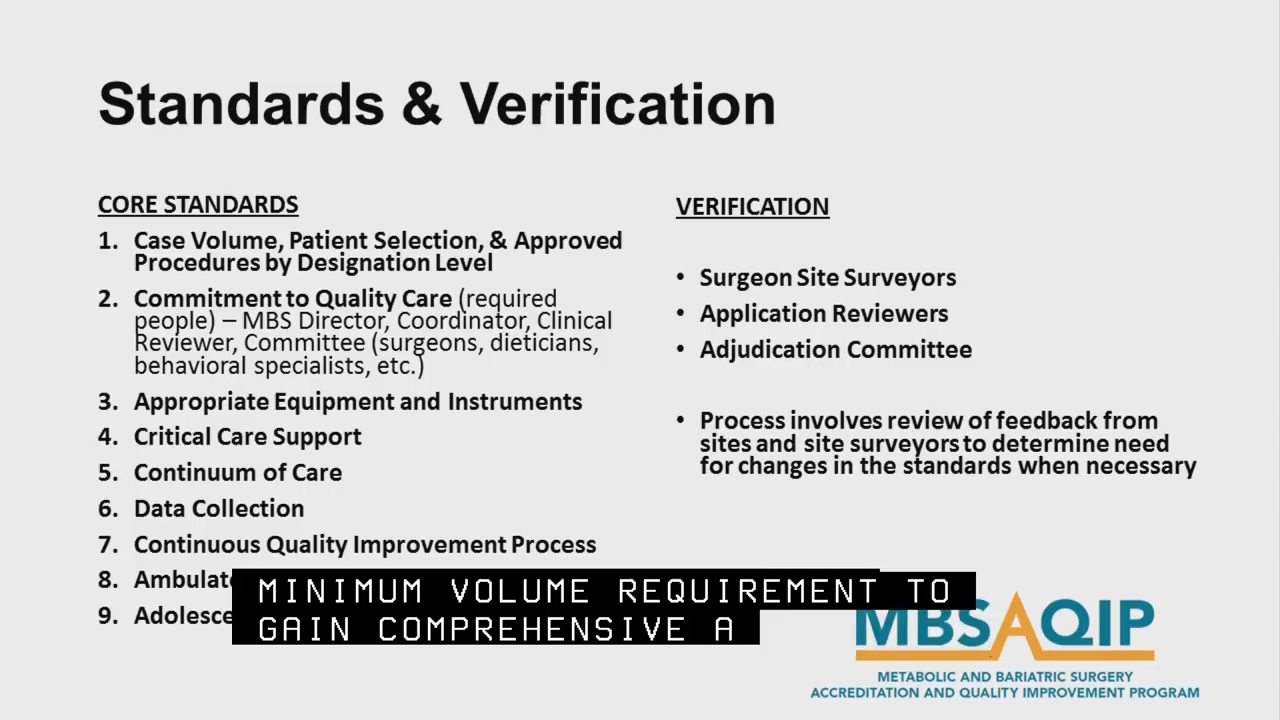 Standards & Verification
CORE STANDARDS
1. Case Volume, Patient Selection, & Approved
Procedures by Designation Level
2. Commitment to Quality Care (required
people) – MBS Director, Coordinator, Clinical
Reviewer, Committee (surgeons, dieticians,
behavioral specialists, etc.)
3. Appropriate Equipment and Instruments
4. Critical Care Support
5. Continuum of Care
6. Data Collection
7. Continuous Quality Improvement Process
8.
9.
VERIFICATION
• Surgeon Site Surveyors
• Application Reviewers
• Adjudication Committee
• Process involves review of feedback from
sites and site surveyors to determine need
for changes in the standards when necessary
MINIMUM VOLUME REQUIREMENT TO
GAIN COMPREHENSIVE A
MBSAQIP
METABOLIC AND BARIATRIC SURGERY
ACCREDITATION AND QUALITY IMPROVEMENT PROGRAM